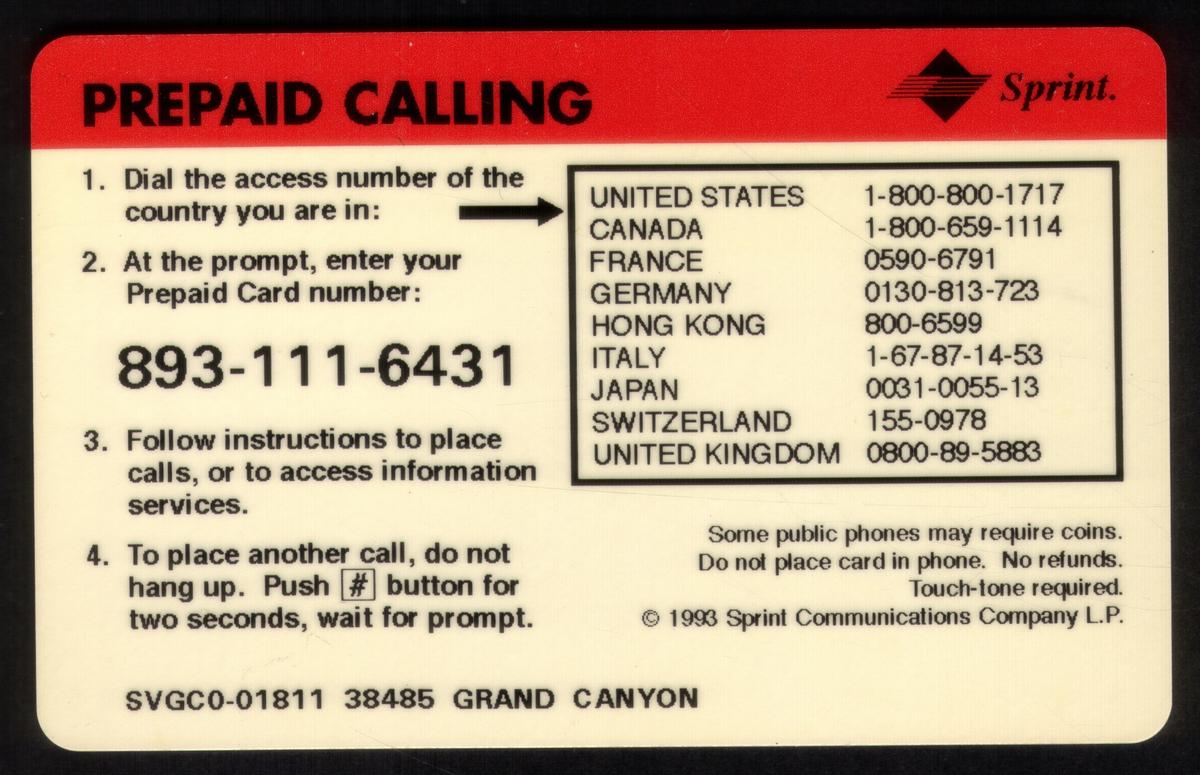 PREPAID CALLING
Sprint.
1. Dial the access number of the
country you are in:
2. At the prompt, enter your
Prepaid Card number:
893-111-6431
3. Follow instructions to place
calls, or to access information
services.
4. To place another call, do not
hang up. Push # button for
two seconds, wait for prompt.
UNITED STATES 1-800-800-1717
CANADA 1-800-659-1114
FRANCE 0590-6791
GERMANY 0130-813-723
HONG KONG 800-6599
ITALY 1-67-87-14-53
JAPAN 0031-0055-13
SWITZERLAND 155-0978
UNITED KINGDOM 0800-89-5883
Some public phones may require coins.
Do not place card in phone. No refunds.
Touch-tone required.
© 1993 Sprint Communications Company L.P.
SVGC0-01811 38485 GRAND CANYON